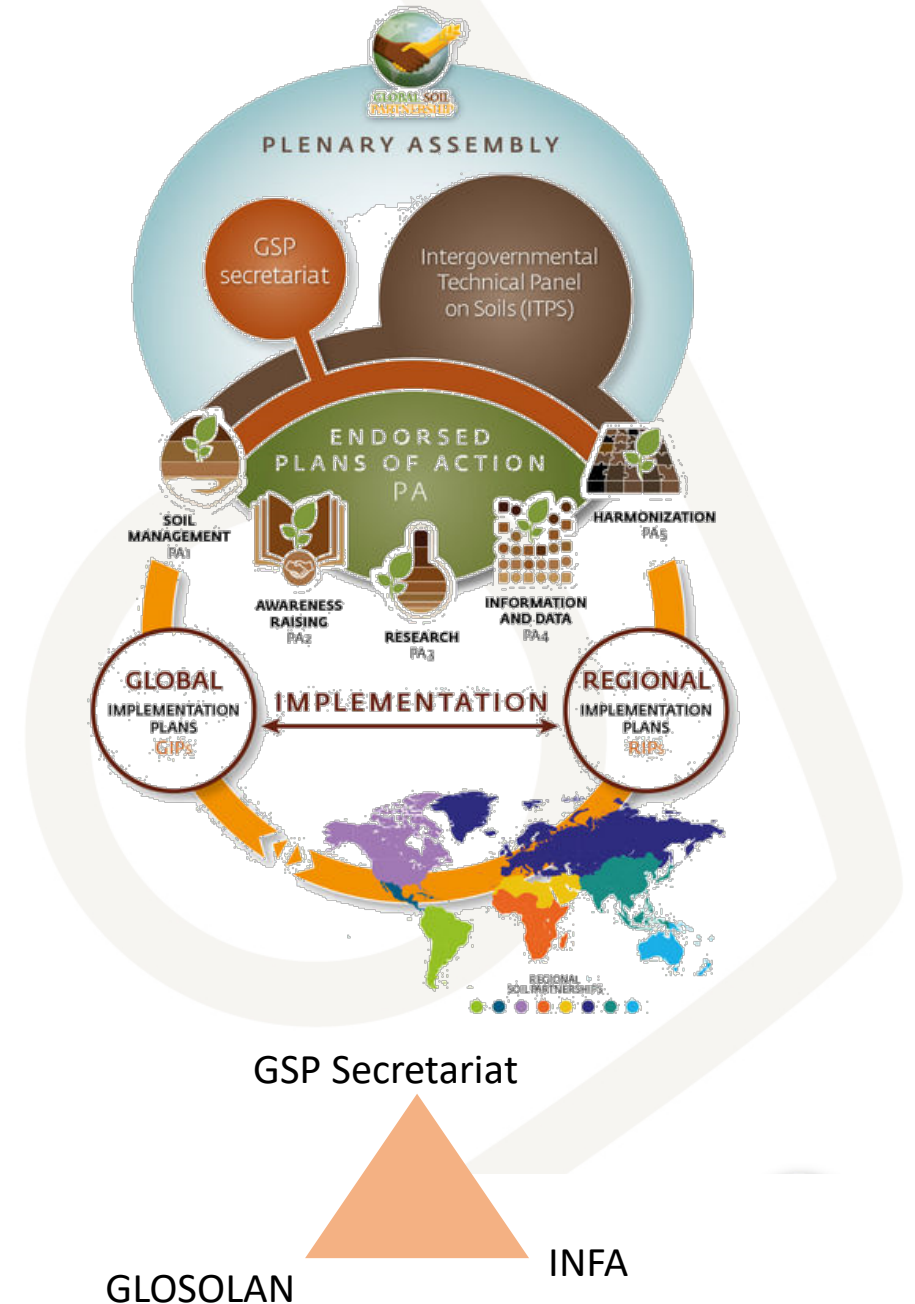 GLOBAL SOIL
PARTNERSHIP
PLENARY ASSEMBLY
GSP
secretariat
Intergovernmental
Technical Panel
on Soils (ITPS)
ENDORSED
PLANS OF ACTION
PA
SOIL
MANAGEMENT
PA1
AWARENESS
RAISING
PA2
RESEARCH
PA3
INFORMATION
AND DATA
PA4
HARMONIZATION
PA5
GLOBAL
IMPLEMENTATION
PLANS
GIPs
IMPLEMENTATION
REGIONAL
IMPLEMENTATION
PLANS
RIPs
REGIONAL
SOIL PARTNERSHIPS
GSP Secretariat
GLOSOLAN
INFA